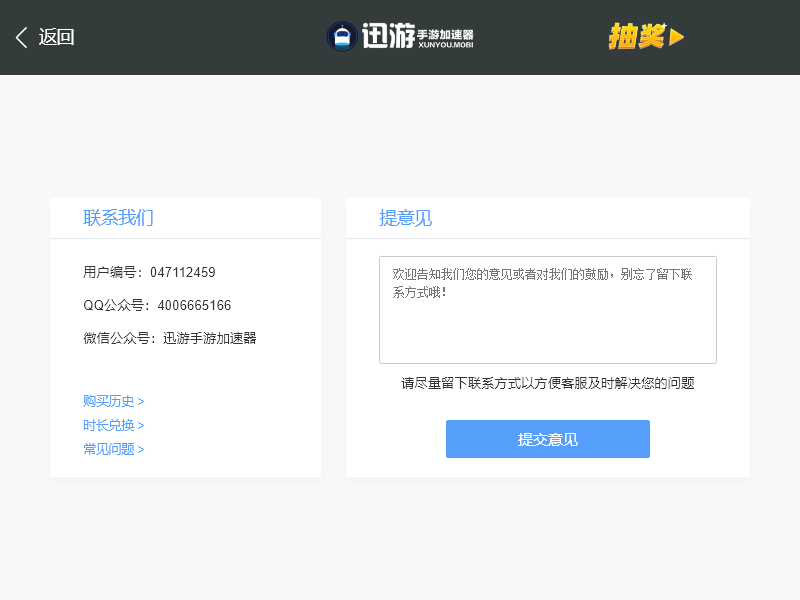 返回
迅游手游加速器
XUNYOU.MOBI
抽奖
联系我们
用户编号：047112459
QQ公众号：4006665166
微信公众号：迅游手游加速器
购买历史 >
时长兑换 >
常见问题 >
提意见
欢迎告知我们您的意见或者对我们的鼓励，别忘了留下联
系方式哦！
请尽量留下联系方式以方便客服及时解决您的问题
提交意见